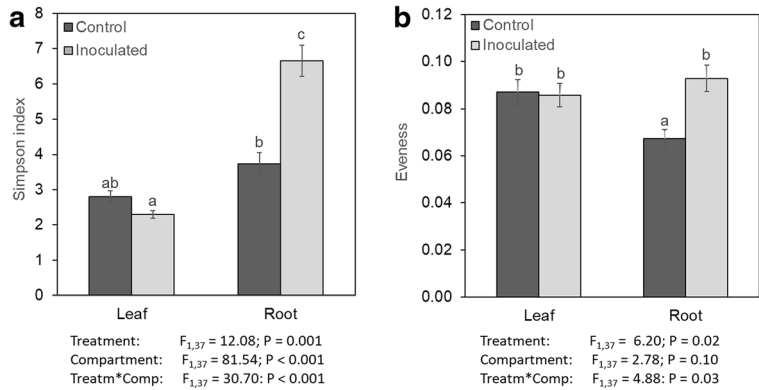 a
8
7
6
5
4
3
2
1
0
Simpson index
Control
Inoculated
ab
a
b
c
Leaf
Root
Treatment: F1,37 = 12.08; P = 0.001
Compartment: F1,37 = 81.54; P < 0.001
Treatm*Comp: F1,37 = 30.70: P < 0.001
b
0.12
0.10
0.08
0.06
0.04
0.02
0.00
Eveness
Control
Inoculated
b
b
a
b
Leaf
Root
Treatment: F1,37 = 6.20; P = 0.02
Compartment: F1,37 = 2.78; P = 0.10
Treatm*Comp: F1,37 = 4.88: P = 0.03